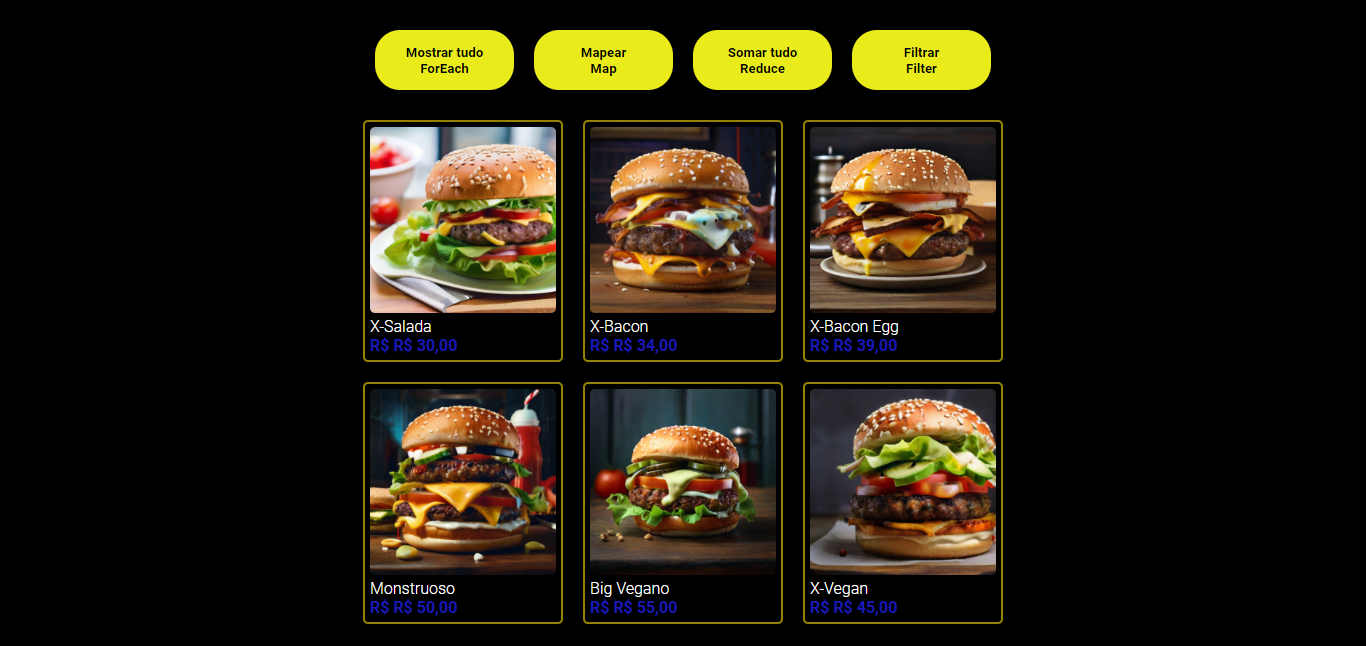 Mostrar tudo
ForEach
Mapear
Map
Somar tudo
Reduce
Filtrar
Filter
X-Salada
R$ R$ 30,00
X-Bacon
R$ R$ 34,00
X-Bacon Egg
R$ R$ 39,00
Monstruoso
R$ R$ 50,00
Big Vegano
R$ R$ 55,00
X-Vegan
R$ R$ 45,00